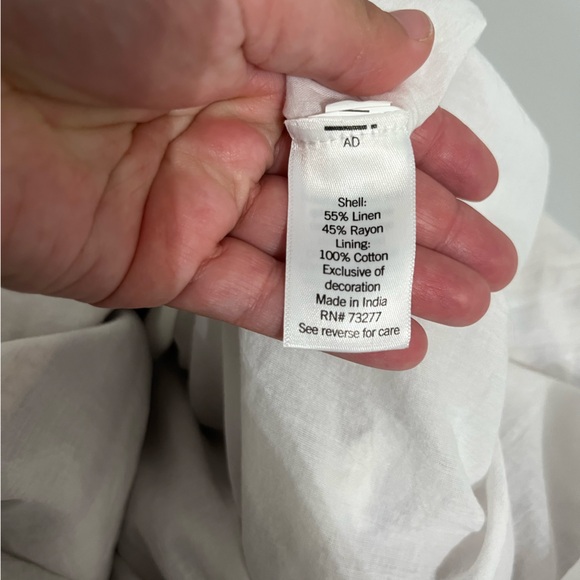 AD
Shell:
55% Linen
45% Rayon
Lining:
100% Cotton
Exclusive of
decoration
Made in India
RN# 73277
See reverse for care